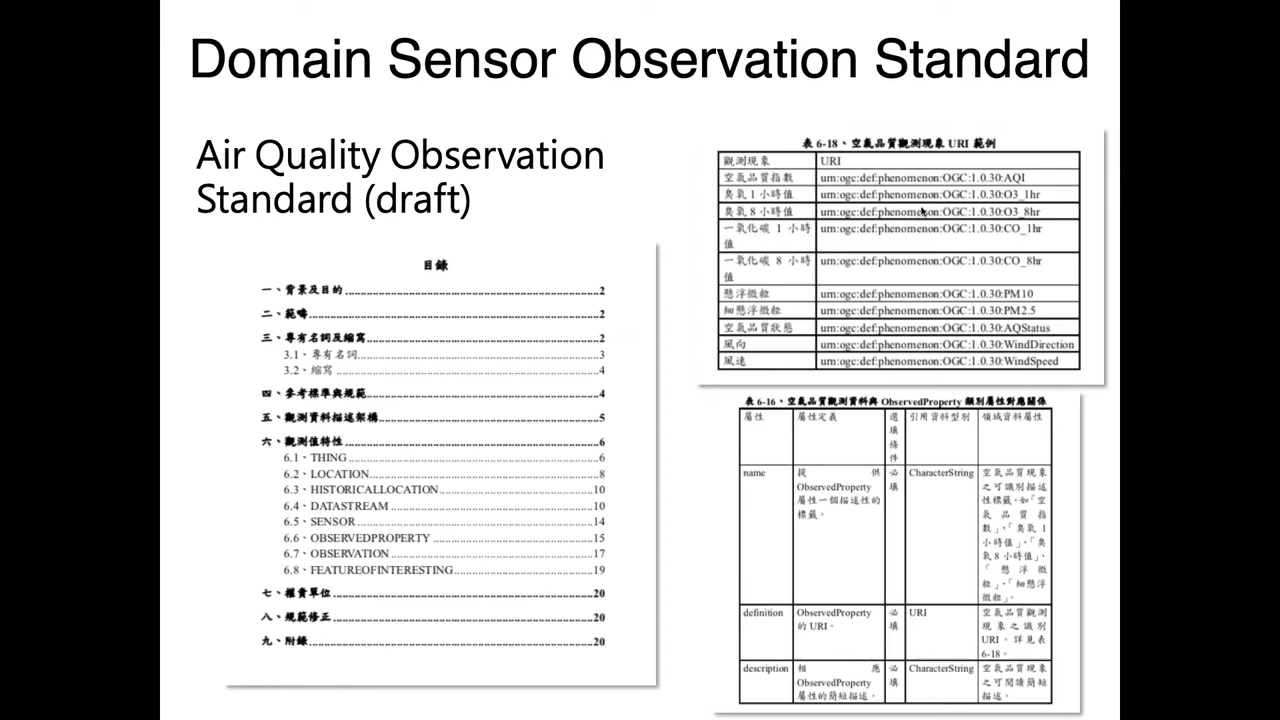 Domain Sensor Observation Standard
Air Quality Observation
Standard (draft)
目錄
一、背景及目的 2
二、範疇 2
三、專有名詞及縮寫 2
3.1、專有名詞 3
3.2、縮寫 4
四、參考標準與規範 4
五、觀測資料描述架構 5
六、觀測值特性 6
6.1、THING 6
6.2、LOCATION 8
6.3、HISTORICALLOCATION 10
6.4、DATASTREAM 10
6.5、SENSOR 14
6.6、OBSERVEDPROPERTY 15
6.7、OBSERVATION 17
6.8、FEATUREOFINTERESTING 19
七、權責單位 20
八、規範修正 20
九、附錄 20
表 6-18、空氣品質觀測現象 URI 範例
觀測現象 URI
空氣品質指數 urn:ogc:def:phenomenon:OGC:1.0.30:AQI
臭氧 1 小時值 urn:ogc:def:phenomenon:OGC:1.0.30:O3_1hr
臭氧 8 小時值 urn:ogc:def:phenomenon:OGC:1.0.30:O3_8hr
一氧化碳 1 小時 urn:ogc:def:phenomenon:OGC:1.0.30:CO_1hr
值
一氧化碳 8 小時 urn:ogc:def:phenomenon:OGC:1.0.30:CO_8hr
值
懸浮微粒 urn:ogc:def:phenomenon:OGC:1.0.30:PM10
細懸浮微粒 urn:ogc:def:phenomenon:OGC:1.0.30:PM2.5
空氣品質狀態 urn:ogc:def:phenomenon:OGC:1.0.30:AQStatus
風向 urn:ogc:def:phenomenon:OGC:1.0.30:WindDirection
風速 urn:ogc:def:phenomenon:OGC:1.0.30:WindSpeed
表 6-16、空氣品質觀測資料與 ObservedProperty 類別屬性對應關係
屬性
屬性定義
選
填
條
件
引用資料型別
領域資料屬性
name
提 供
ObservedProperty
屬性一個描述性的
標籤。
必
填
CharacterString
空氣品質現象
之可識別描述
性標籤。如「空
氣品質指
數」、「臭氧 1
小時值」、「臭
氧 8 小時值」、
「懸浮微
粒」、「細懸浮
微粒」。
definition
ObservedProperty
的 URI。
必
填
URI
空氣品質觀測
現象之識別
URI。詳見表
6-18。
description
相 應
ObservedProperty
屬性的簡短描述。
必
填
CharacterString
空氣品質現象
之可閱讀簡短
描述。